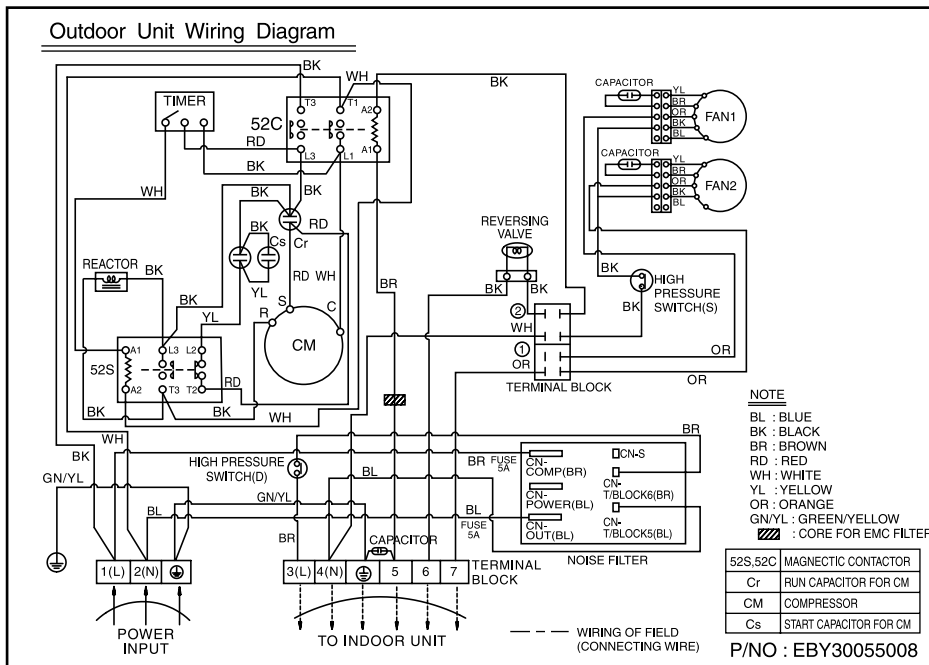 Outdoor Unit Wiring Diagram
BK
WH
BK
CAPACITOR
YL
BR
OR
BK
BL
FAN1
TIMER
T3
T1
A2
52C
RD
BK
L3
L1
A1
CAPACITOR
YL
BR
OR
BK
BL
FAN2
WH
BK
BK
BK
RD
Cs
Cr
YL
RD
WH
BR
REVERSING
VALVE
BK
BK
BK
HIGH
PRESSURE
SWITCH(S)
BK
REACTOR
BK
YL
S
R
C
CM
2
WH
1
OR
OR
OR
TERMINAL BLOCK
A1
L3
L2
52S
A2
T3
T2
RD
BK
BK
WH
NOTE
BL : BLUE
BK : BLACK
BR : BROWN
RD : RED
WH : WHITE
YL : YELLOW
OR : ORANGE
GN/YL : GREEN/YELLOW
: CORE FOR EMC FILTER
WH
BK
GN/YL
HIGH PRESSURE
SWITCH(D)
BL
GN/YL
BL
BR
BR
FUSE
5A
CN-
COMP(BR)
CN-S
CN-
POWER(BL)
CN-
T/BLOCK6(BR)
BL
FUSE
5A
CN-
OUT(BL)
CN-
T/BLOCK5(BL)
NOISE FILTER
BR
CAPACITOR
1(L)
2(N)
3(L)
4(N)
5
6
7
TERMINAL
BLOCK
POWER
INPUT
TO INDOOR UNIT
WIRING OF FIELD
(CONNECTING WIRE)
52S,52C MAGNECTIC CONTACTOR
Cr RUN CAPACITOR FOR CM
CM COMPRESSOR
Cs START CAPACITOR FOR CM
P/NO : EBY30055008